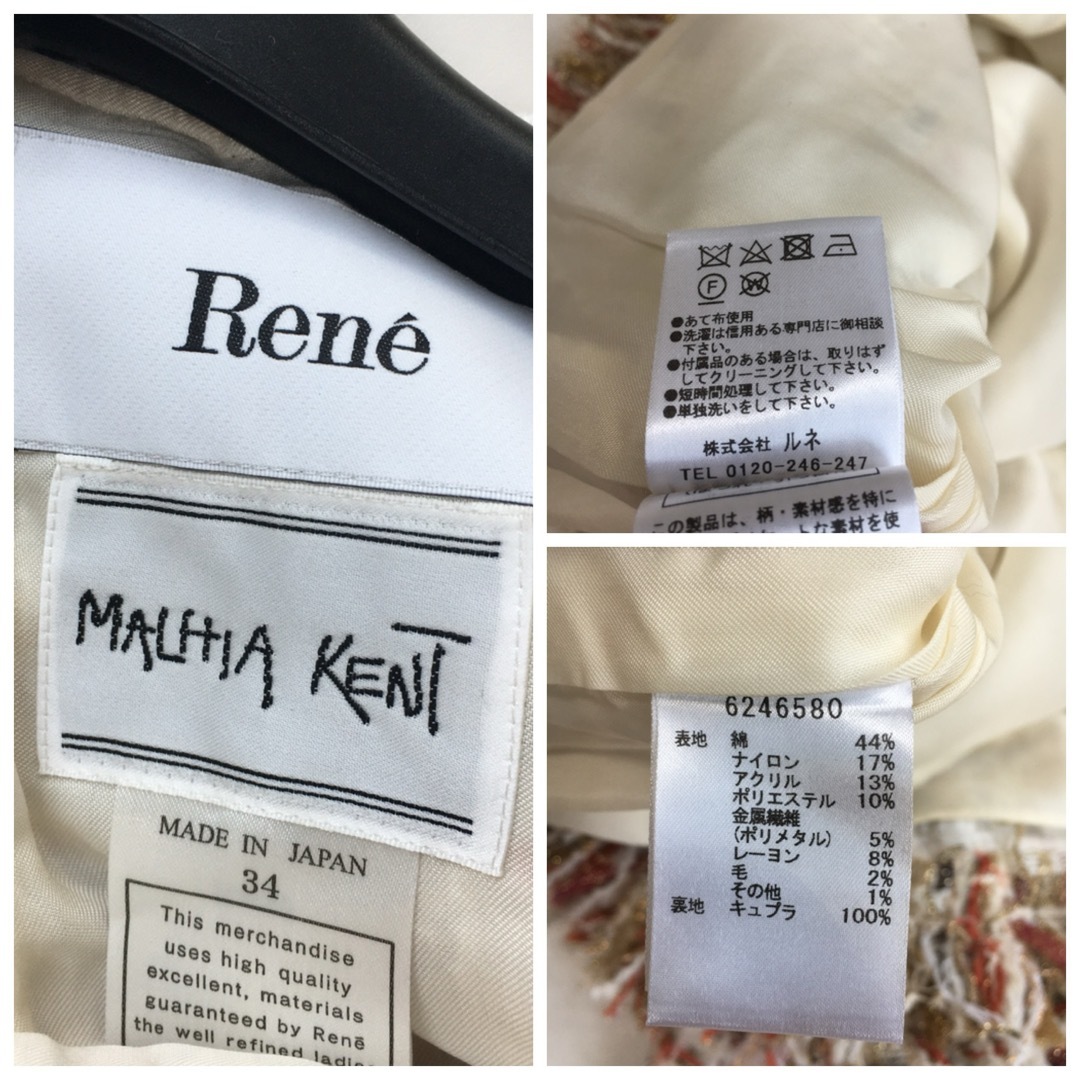 René
MALHIA KENT
MADE IN JAPAN
34
This merchandise
uses high quality
excellent, materials
guaranteed by Renē
the well refined ladies
W
F
●あて布使用
●洗濯は信用ある専門店に御相談
下さい。
●付属品のある場合は、取りはず
してクリーニングして下さい。
●短時間処理して下さい。
●単独洗いをして下さい。
株式会社 ルネ
TEL 0120-246-247
この製品は、柄・素材感を特に
トな素材を使
6246580
表地 綿 44%
ナイロン 17%
アクリル 13%
ポリエステル 10%
金属繊維
(ポリメタル) 5%
レーヨン 8%
毛 2%
その他 1%
裏地 キュプラ 100%